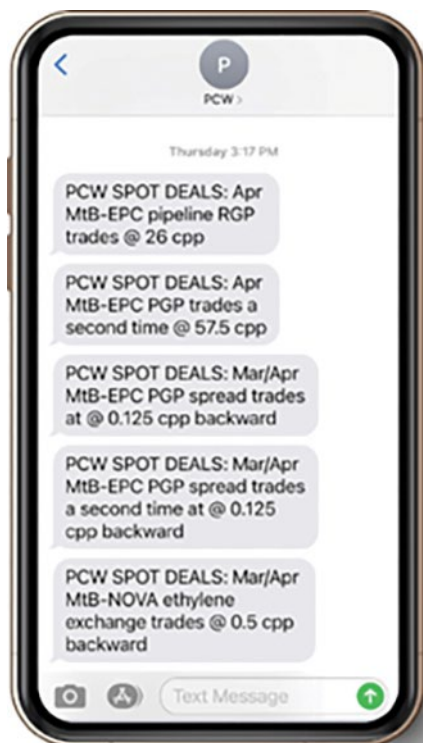 P
PCW >
Thursday 3:17 PM
PCW SPOT DEALS: Apr
MtB-EPC pipeline RGP
trades @ 26 cpp
PCW SPOT DEALS: Apr
MtB-EPC PGP trades a
second time @ 57.5 cpp
PCW SPOT DEALS: Mar/Apr
MtB-EPC PGP spread trades
at @ 0.125 cpp backward
PCW SPOT DEALS: Mar/Apr
MtB-EPC PGP spread trades
a second time at @ 0.125
cpp backward
PCW SPOT DEALS: Mar/Apr
MtB-NOVA ethylene
exchange trades @ 0.5 cpp
backward
Text Message